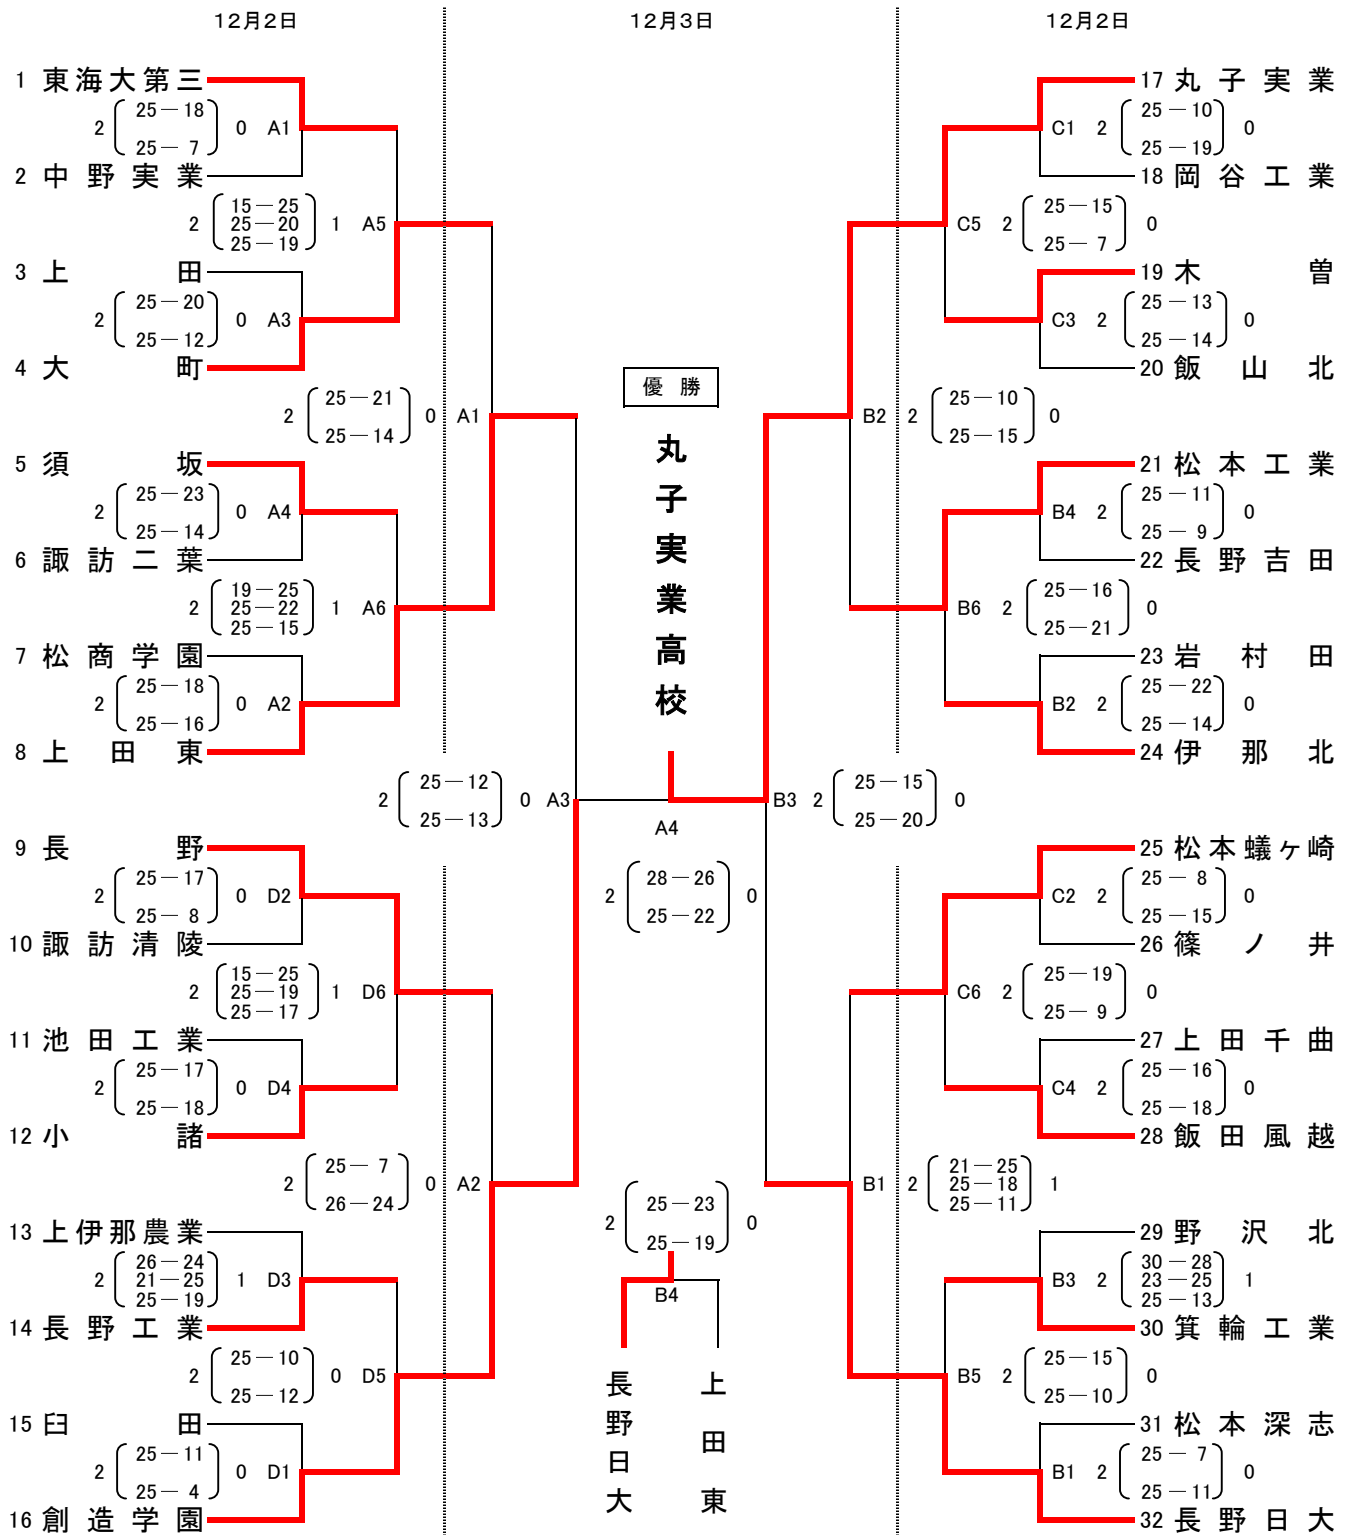 12月2日
12月3日
12月2日
1 東海大第三
2 25－18 0 A1
25－7
2 中野実業
2 15－25 1 A5
25－20
25－19
3 上田
2 25－20 0 A3
25－12
4 大町
2 25－21 0 A1
25－14
5 須坂
2 25－23 0 A4
25－14
6 諏訪二葉
2 19－25 1 A6
25－22
25－15
7 松商学園
2 25－18 0 A2
25－16
8 上田東
2 25－12 0 A3
25－13
9 長野
2 25－17 0 D2
25－8
10 諏訪清陵
2 15－25 1 D6
25－19
25－17
11 池田工業
2 25－17 0 D4
25－18
12 小諸
2 25－7 0 A2
26－24
13 上伊那農業
2 26－24 1 D3
21－25
25－19
14 長野工業
2 25－10 0 D5
25－12
15 臼田
2 25－11 0 D1
25－4
16 創造学園
優勝
丸子実業高校
A4
2 28－26 0
25－22
2 25－23 0
25－19
B4
長野日大
上田東
17 丸子実業
C1 2 25－10 0
25－19
18 岡谷工業
C5 2 25－15 0
25－7
19 木曽
C3 2 25－13 0
25－14
20 飯山北
B2 2 25－10 0
25－15
21 松本工業
B4 2 25－11 0
25－9
22 長野吉田
B6 2 25－16 0
25－21
23 岩村田
B2 2 25－22 0
25－14
24 伊那北
B3 2 25－15 0
25－20
25 松本蟻ヶ崎
C2 2 25－8 0
25－15
26 篠ノ井
C6 2 25－19 0
25－9
27 上田千曲
C4 2 25－16 0
25－18
28 飯田風越
B1 2 21－25 1
25－18
25－11
29 野沢北
B3 2 30－28 1
23－25
25－13
30 箕輪工業
B5 2 25－15 0
25－10
31 松本深志
B1 2 25－7 0
25－11
32 長野日大